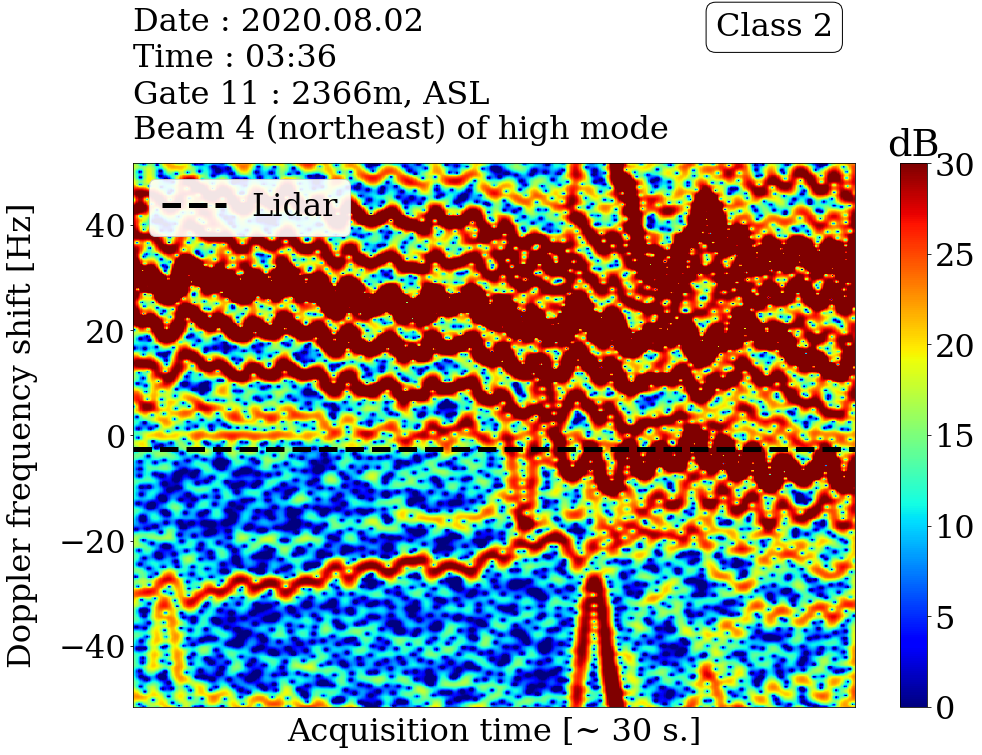 Date : 2020.08.02
Time : 03:36
Gate 11 : 2366m, ASL
Beam 4 (northeast) of high mode
Class 2
dB
Lidar
Doppler frequency shift [Hz]
40
20
0
−20
−40
Acquisition time [~ 30 s.]
30
25
20
15
10
5
0